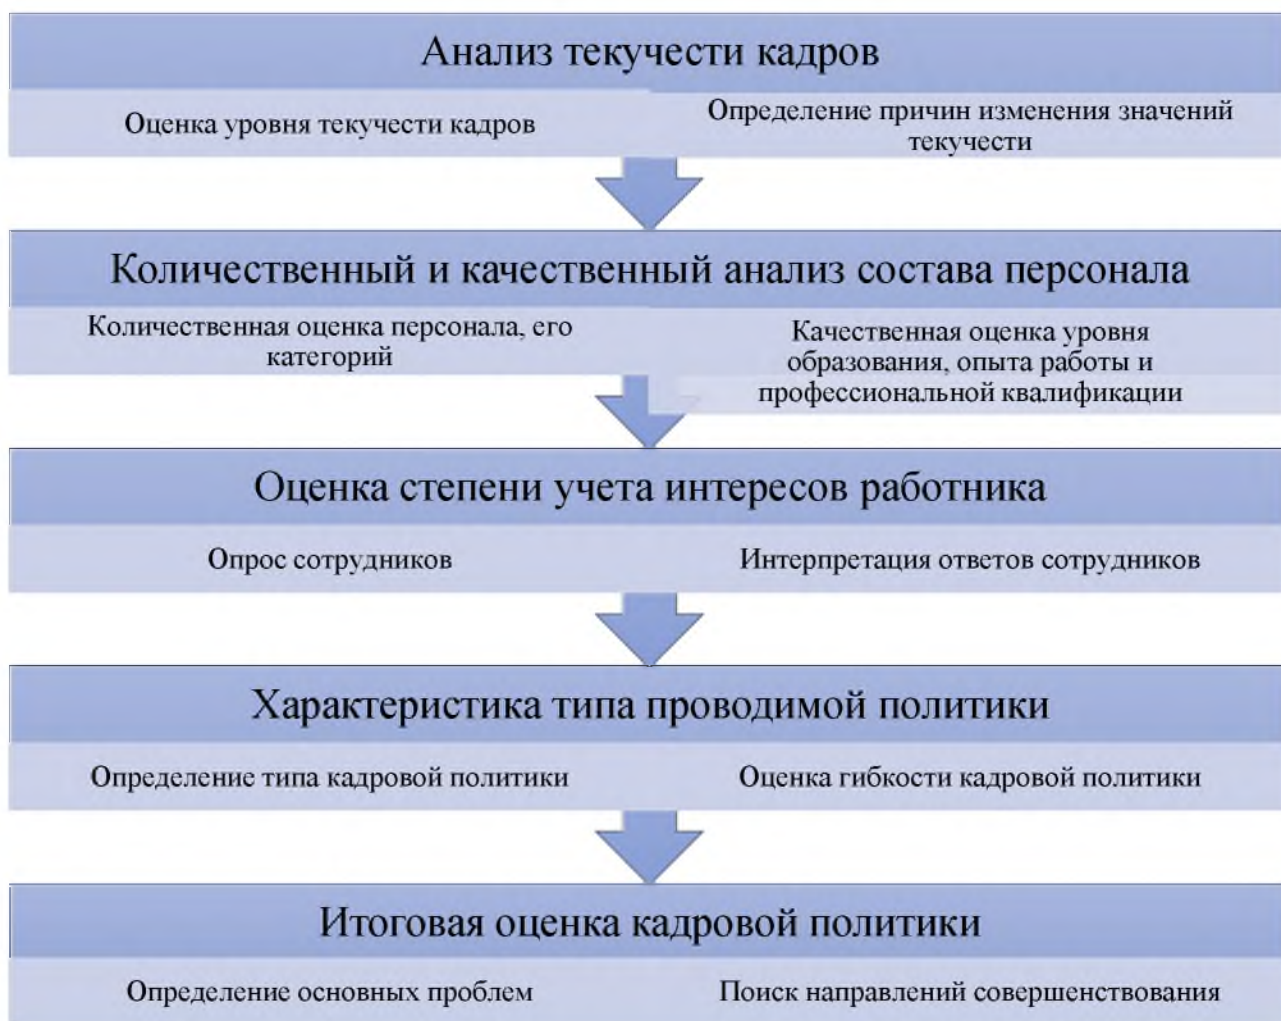 Анализ текучести кадров
Оценка уровня текучести кадров
Определение причин изменения значений
текучести
Количественный и качественный анализ состава персонала
Количественная оценка персонала, его
категорий
Качественная оценка уровня
образования, опыта работы и
профессиональной квалификации
Оценка степени учета интересов работника
Опрос сотрудников
Интерпретация ответов сотрудников
Характеристика типа проводимой политики
Определение типа кадровой политики
Оценка гибкости кадровой политики
Итоговая оценка кадровой политики
Определение основных проблем
Поиск направлений совершенствования